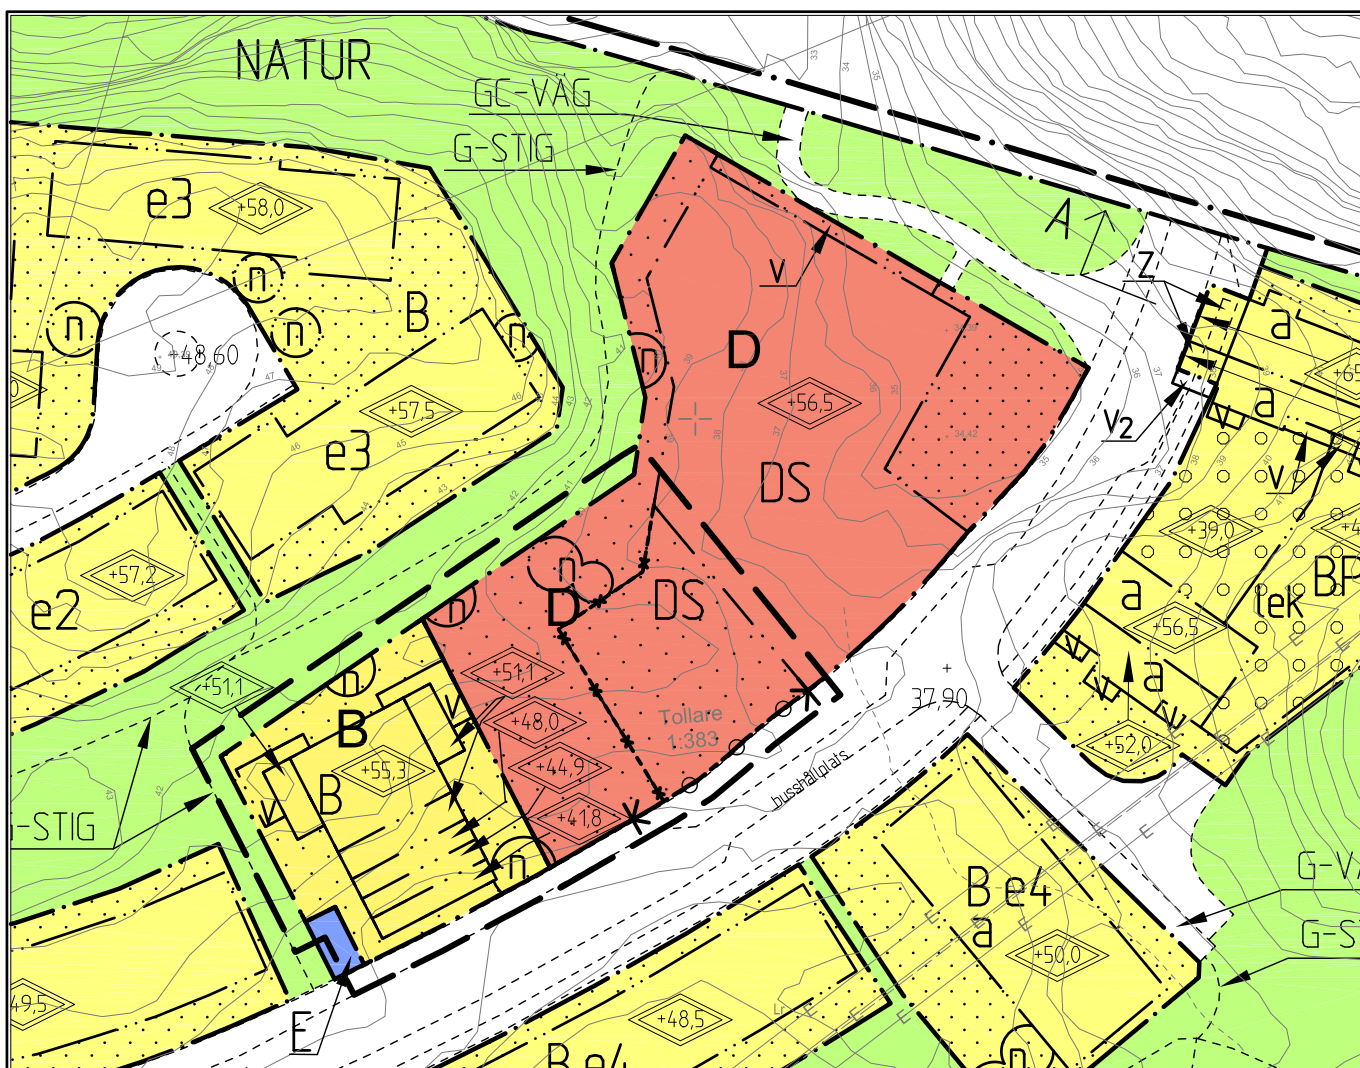 NATUR
GC-VÄG
G-STIG
e3
+58,0
A
n
n
n
n
B
+48,60
Z
V
a
D
n
+57,5
+56,5
a
V2
e3
DS
V
+39,0
n
+57,2
e2
n
D
DS
a
lek
BP
+56,5
n
+51,1
+51,1
a
B
+48,0
Tollare
1:383
37.90
+52,0
+55,3
+44,9
B
busshållplats
+41,8
-STIG
n
B e4
a
G-V
G-S
+50,0
49,5
+48,5
E
B e4
n